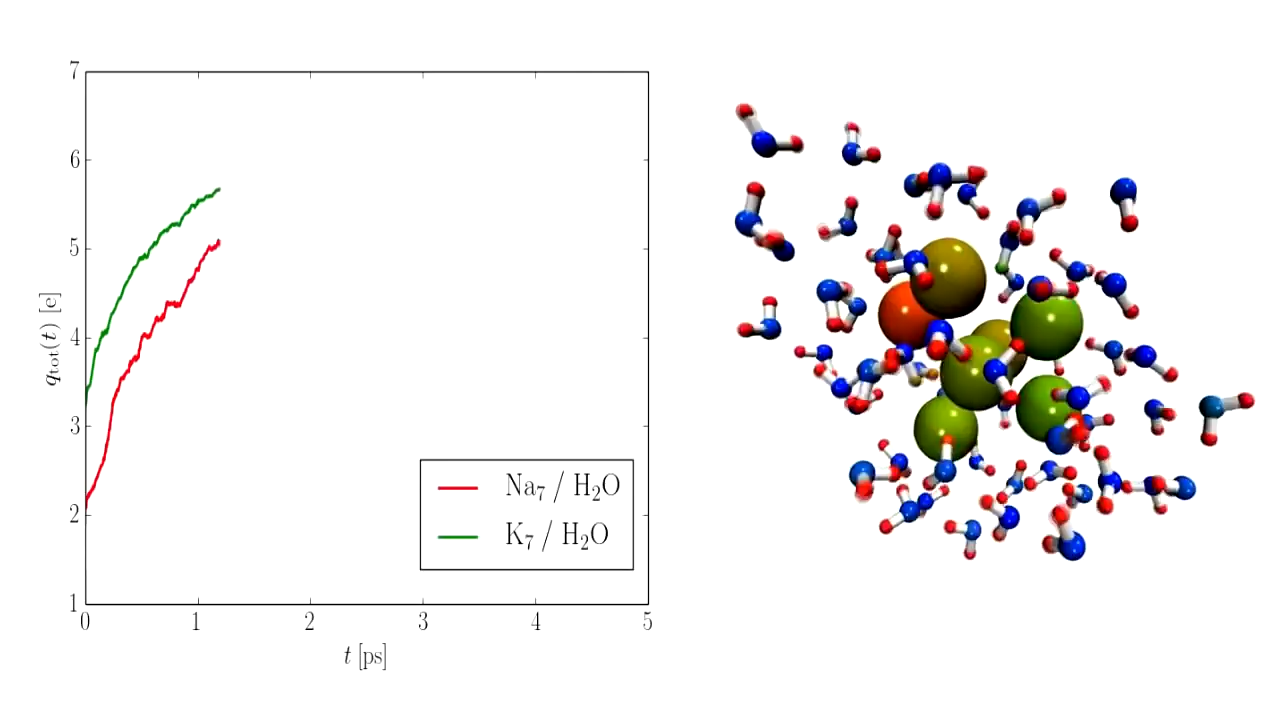 7
6
5
4
3
2
1
0 1 2 3 4 5
q_tot(t) [e]
t [ps]
Na₇ / H₂O
K₇ / H₂O